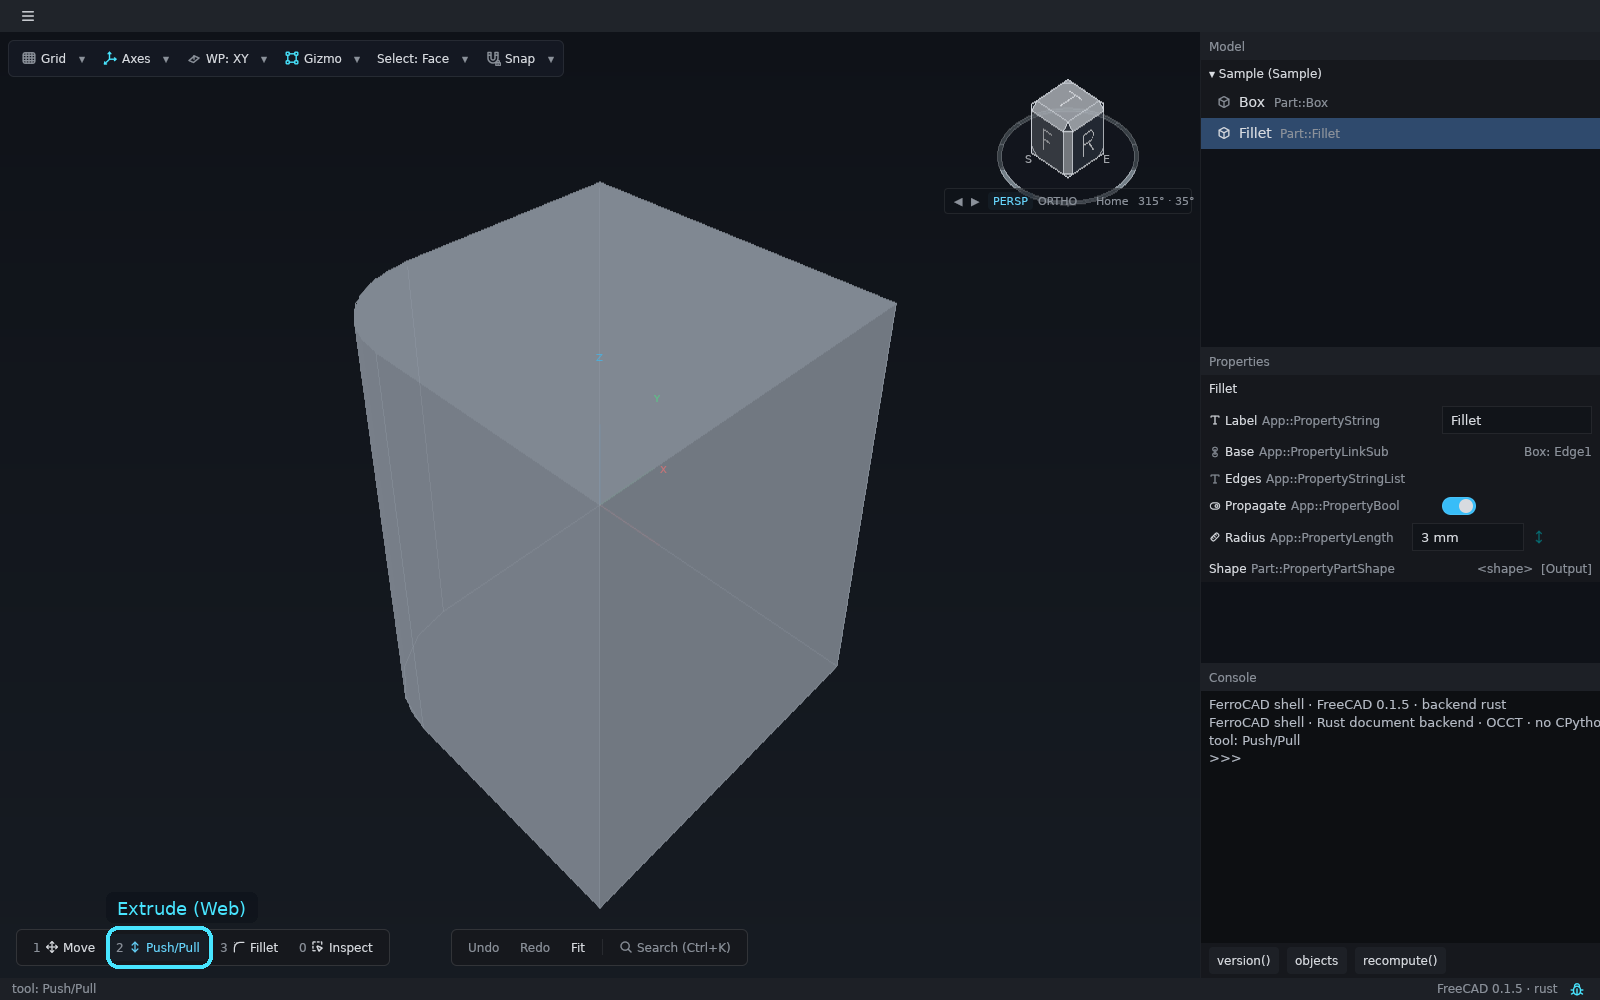 Grid ▼ Axes ▼ WP: XY ▼ Gizmo ▼ Select: Face ▼ Snap ▼
T
F R
S E
◀ ▶ PERSP ORTHO Home 315° · 35°
Z
Y
X
Extrude (Web)
1 Move 2 Push/Pull 3 Fillet 0 Inspect
Undo Redo Fit Search (Ctrl+K)
tool: Push/Pull
Model
▾ Sample (Sample)
Box Part::Box
Fillet Part::Fillet
Properties
Fillet
Label App::PropertyString Fillet
Base App::PropertyLinkSub Box: Edge1
Edges App::PropertyStringList
Propagate App::PropertyBool
Radius App::PropertyLength 3 mm
Shape Part::PropertyPartShape <shape> [Output]
Console
FerroCAD shell · FreeCAD 0.1.5 · backend rust
FerroCAD shell · Rust document backend · OCCT · no CPytho
tool: Push/Pull
>>>
version() objects recompute()
FreeCAD 0.1.5 · rust